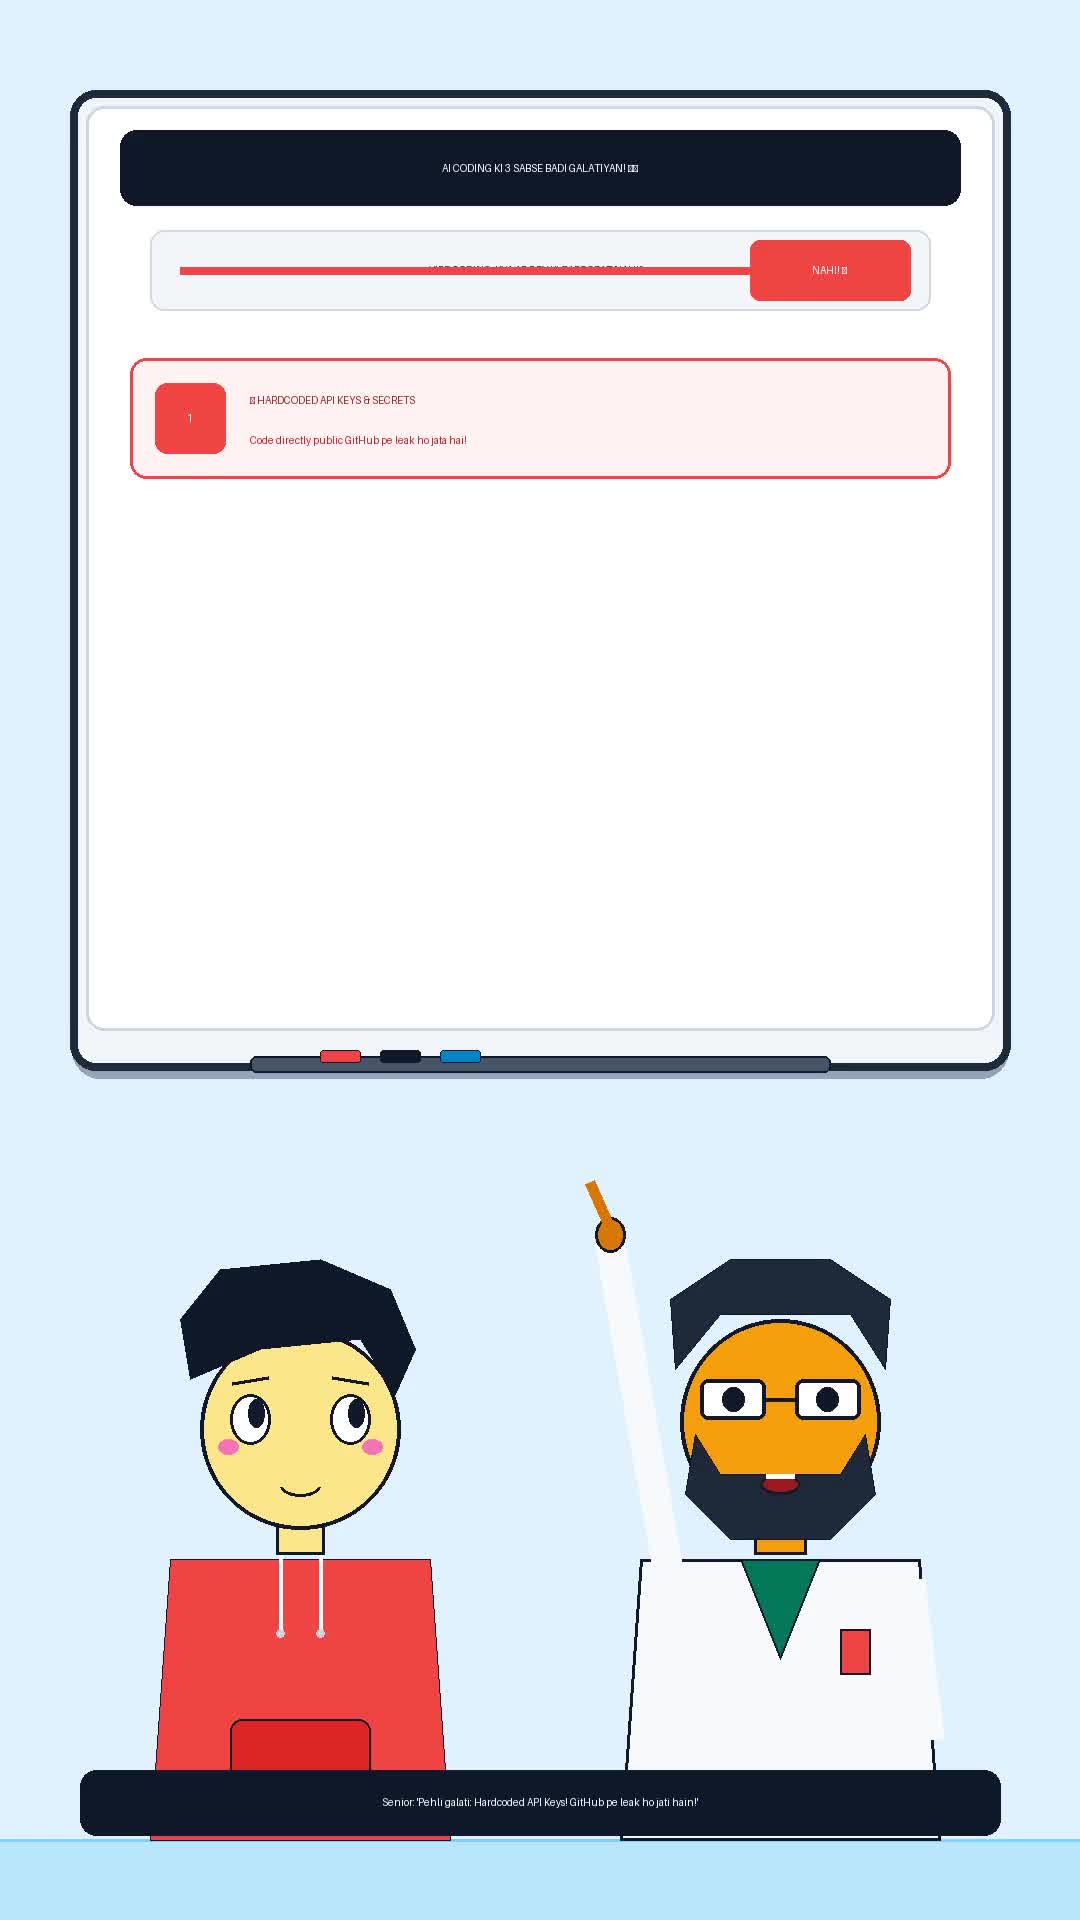 AI CODING KI 3 SABSE BADI GALATIYAN!
NAHI!
1
HARDCODED API KEYS & SECRETS
Code directly public GitHub pe leak ho jata hai!
Senior: 'Pehli galati: Hardcoded API Keys! GitHub pe leak ho jati hain!'